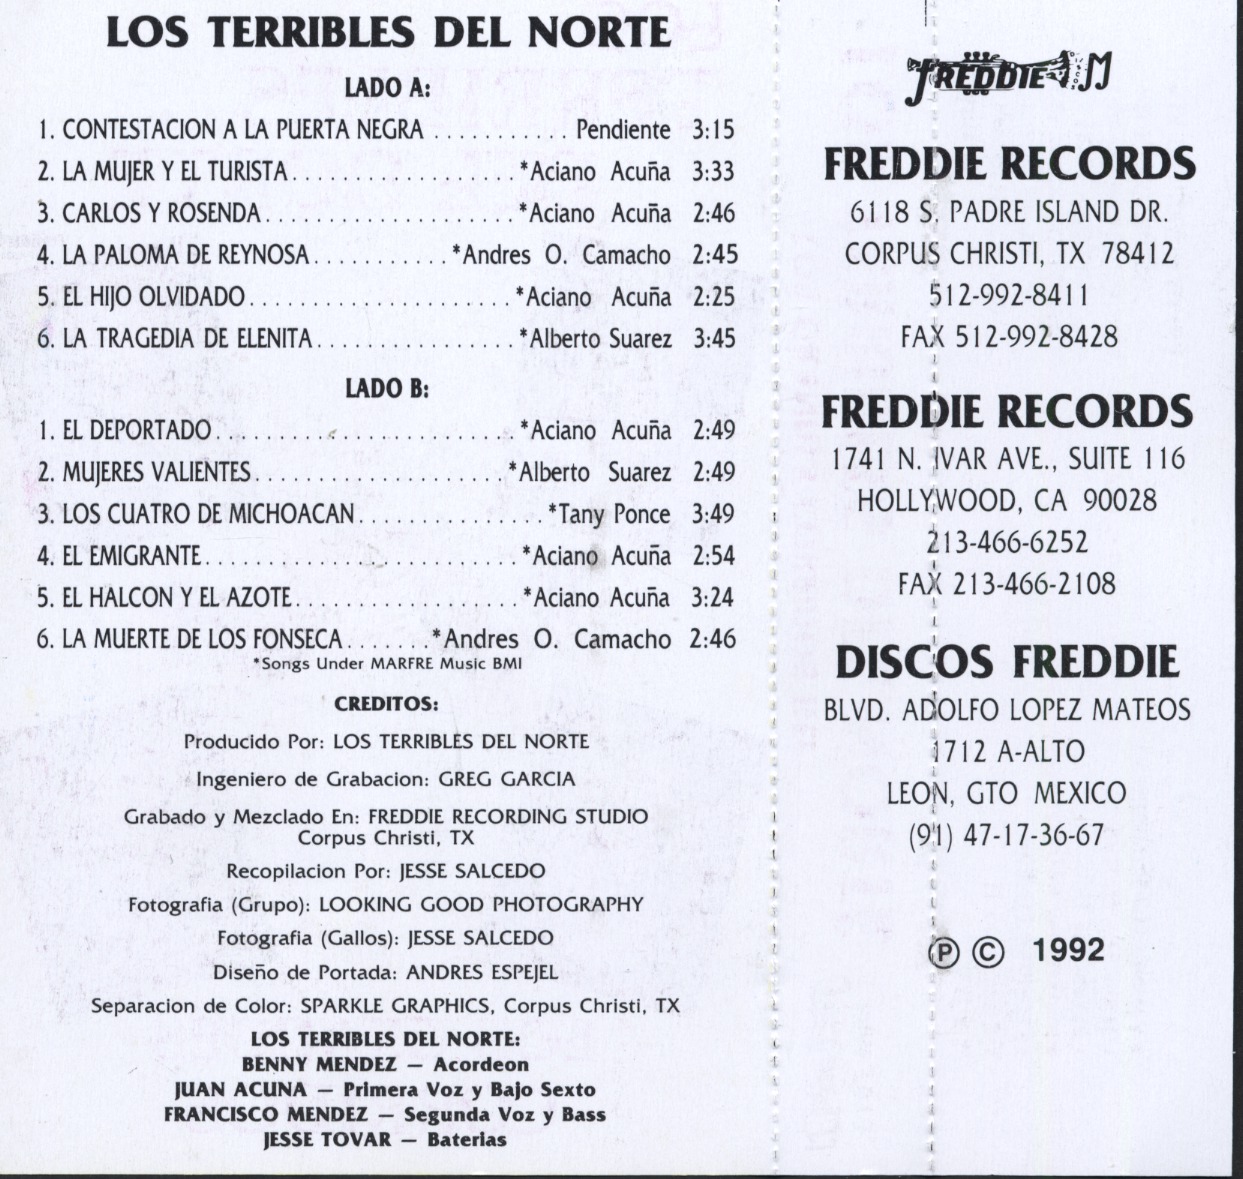 LOS TERRIBLES DEL NORTE
LADO A:
1. CONTESTACION A LA PUERTA NEGRA . . . . . . . . . . . Pendiente 3:15
2. LA MUJER Y EL TURISTA . . . . . . . . . . . . . . . . . . *Aciano Acuña 3:33
3. CARLOS Y ROSENDA . . . . . . . . . . . . . . . . . . . . *Aciano Acuña 2:46
4. LA PALOMA DE REYNOSA . . . . . . . . . . *Andres O. Camacho 2:45
5. EL HIJO OLVIDADO . . . . . . . . . . . . . . . . . . . . . *Aciano Acuña 2:25
6. LA TRAGEDIA DE ELENITA . . . . . . . . . . . . . . . . *Alberto Suarez 3:45
LADO B:
1. EL DEPORTADO . . . . . . . . . . . . . . . . . . . . . . . . *Aciano Acuña 2:49
2. MUJERES VALIENTES . . . . . . . . . . . . . . . . . . . *Alberto Suarez 2:49
3. LOS CUATRO DE MICHOACAN . . . . . . . . . . . . . . *Tany Ponce 3:49
4. EL EMIGRANTE . . . . . . . . . . . . . . . . . . . . . . . . *Aciano Acuña 2:54
5. EL HALCON Y EL AZOTE . . . . . . . . . . . . . . . . . *Aciano Acuña 3:24
6. LA MUERTE DE LOS FONSECA . . . . . . . *Andres O. Camacho 2:46
*Songs Under MARFRE Music BMI
CREDITOS:
Producido Por: LOS TERRIBLES DEL NORTE
Ingeniero de Grabacion: GREG GARCIA
Grabado y Mezclado En: FREDDIE RECORDING STUDIO
Corpus Christi, TX
Recopilacion Por: JESSE SALCEDO
Fotografia (Grupo): LOOKING GOOD PHOTOGRAPHY
Fotografia (Gallos): JESSE SALCEDO
Diseño de Portada: ANDRES ESPEJEL
Separacion de Color: SPARKLE GRAPHICS, Corpus Christi, TX
LOS TERRIBLES DEL NORTE:
BENNY MENDEZ — Acordeon
JUAN ACUNA — Primera Voz y Bajo Sexto
FRANCISCO MENDEZ — Segunda Voz y Bass
JESSE TOVAR — Baterias
FREDDIE M
FREDDIE RECORDS
6118 S. PADRE ISLAND DR.
CORPUS CHRISTI, TX 78412
512-992-8411
FAX 512-992-8428
FREDDIE RECORDS
1741 N. IVAR AVE., SUITE 116
HOLLYWOOD, CA 90028
213-466-6252
FAX 213-466-2108
DISCOS FREDDIE
BLVD. ADOLFO LOPEZ MATEOS
1712 A-ALTO
LEON, GTO MEXICO
(91) 47-17-36-67
Ⓟ © 1992